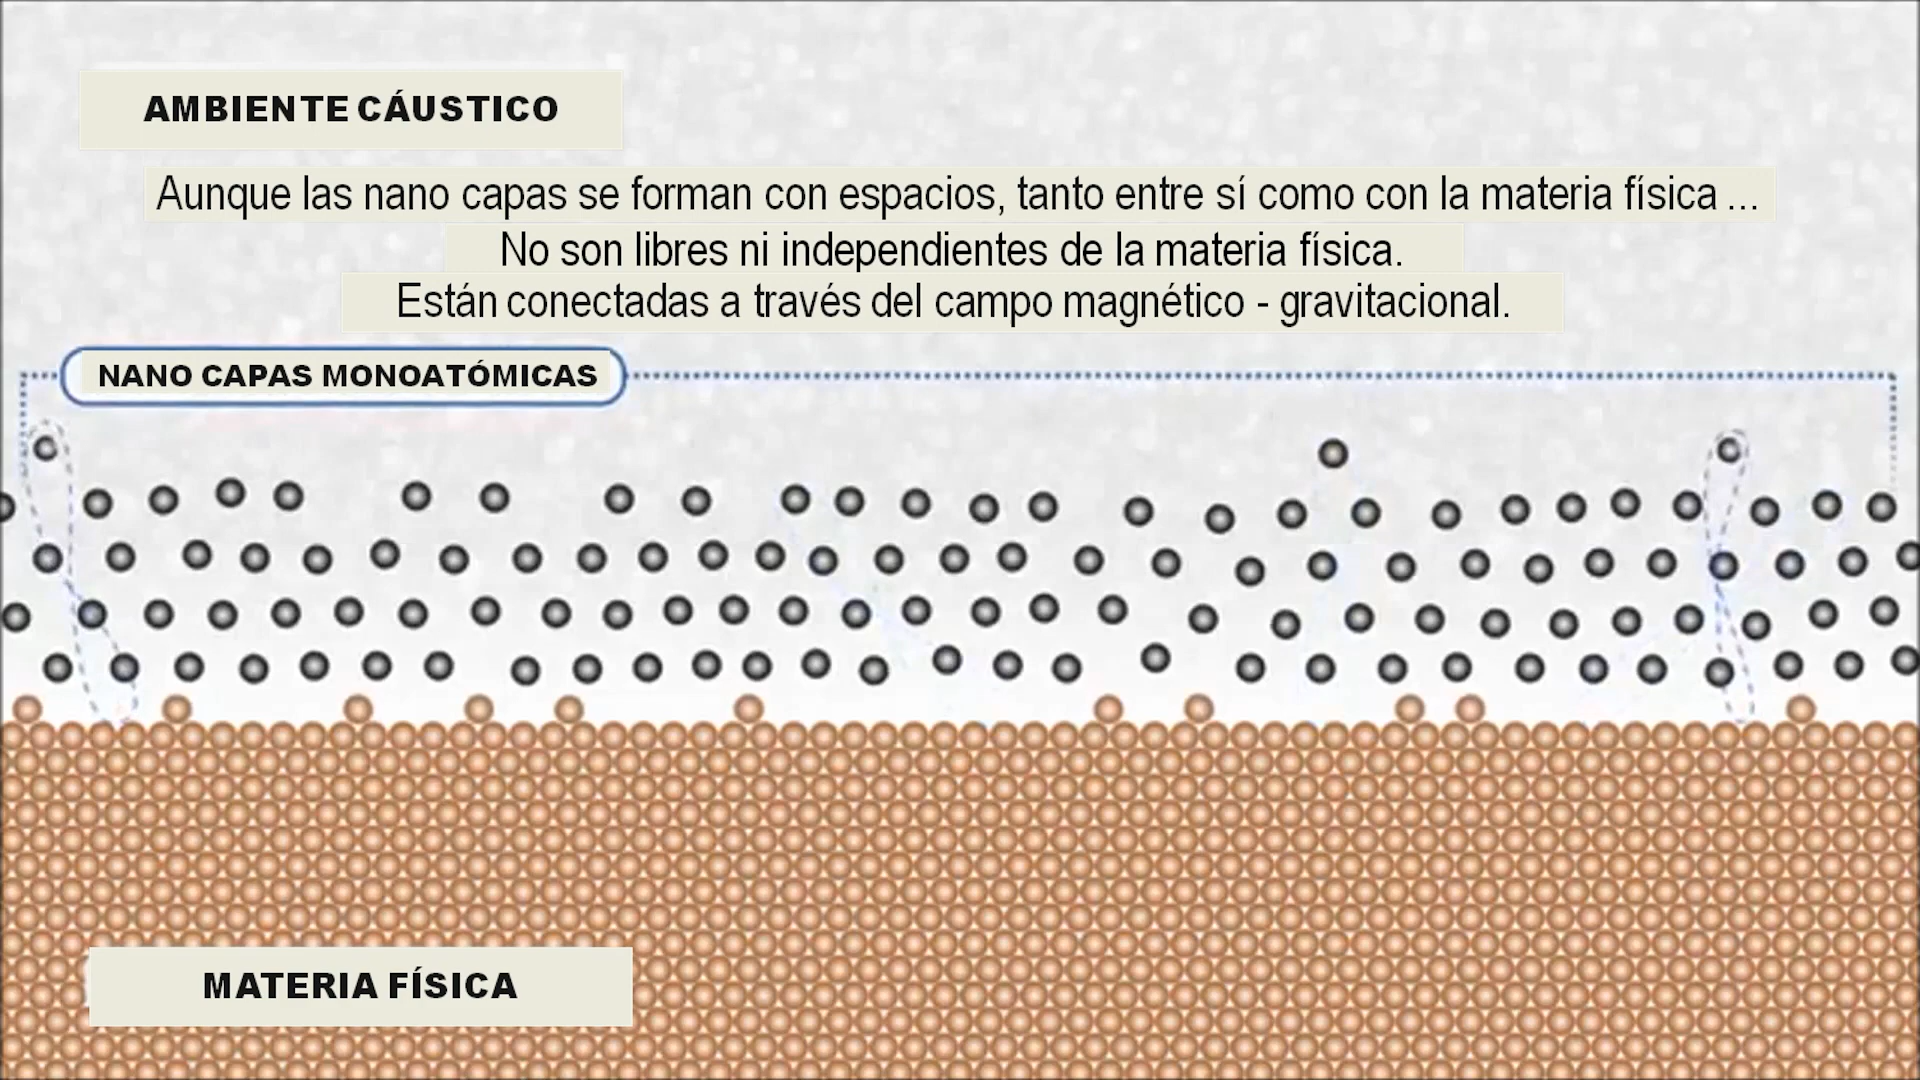 AMBIENTE CÁUSTICO
Aunque las nano capas se forman con espacios, tanto entre sí como con la materia física ...
No son libres ni independientes de la materia física.
Están conectadas a través del campo magnético - gravitacional.
NANO CAPAS MONOATÓMICAS
MATERIA FÍSICA